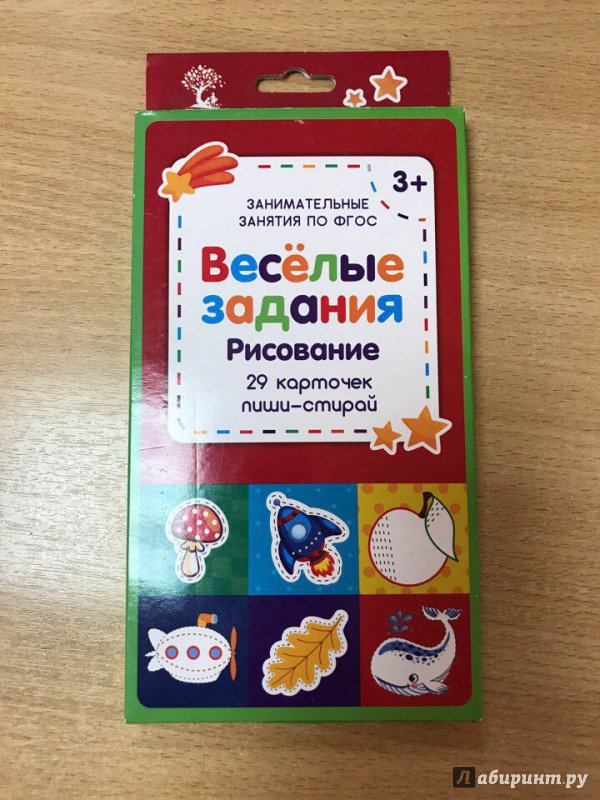 3+
ЗАНИМАТЕЛЬНЫЕ
ЗАНЯТИЯ ПО ФГОС
Весёлые
задания
Рисование
29 карточек
пиши-стирай
Лабиринт.ру